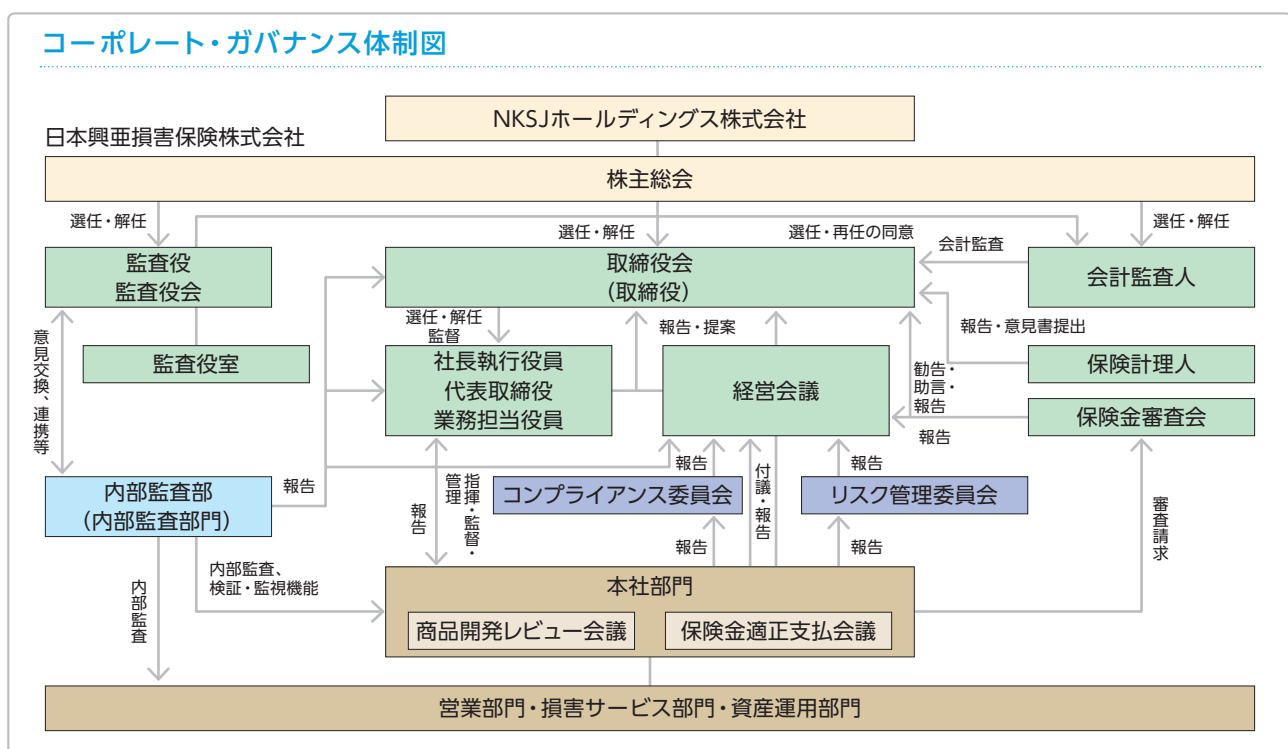 コーポレート・ガバナンス体制図
NKSJホールディングス株式会社
日本興亜損害保険株式会社
株主総会
選任・解任
選任・解任
選任・再任の同意
選任・解任
監査役
監査役会
取締役会
(取締役)
会計監査
会計監査人
意見交換、連携等
監査役室
選任・解任
監督
報告・提案
報告・意見書提出
社長執行役員
代表取締役
業務担当役員
経営会議
勧告・
助言・
報告
保険計理人
保険金審査会
報告
内部監査部
(内部監査部門)
報告
報告
指揮・監督・
管理
報告
コンプライアンス委員会
付議・報告
報告
リスク管理委員会
審査請求
報告
報告
内部監査
内部監査、
検証・監視機能
本社部門
商品開発レビュー会議
保険金適正支払会議
営業部門・損害サービス部門・資産運用部門